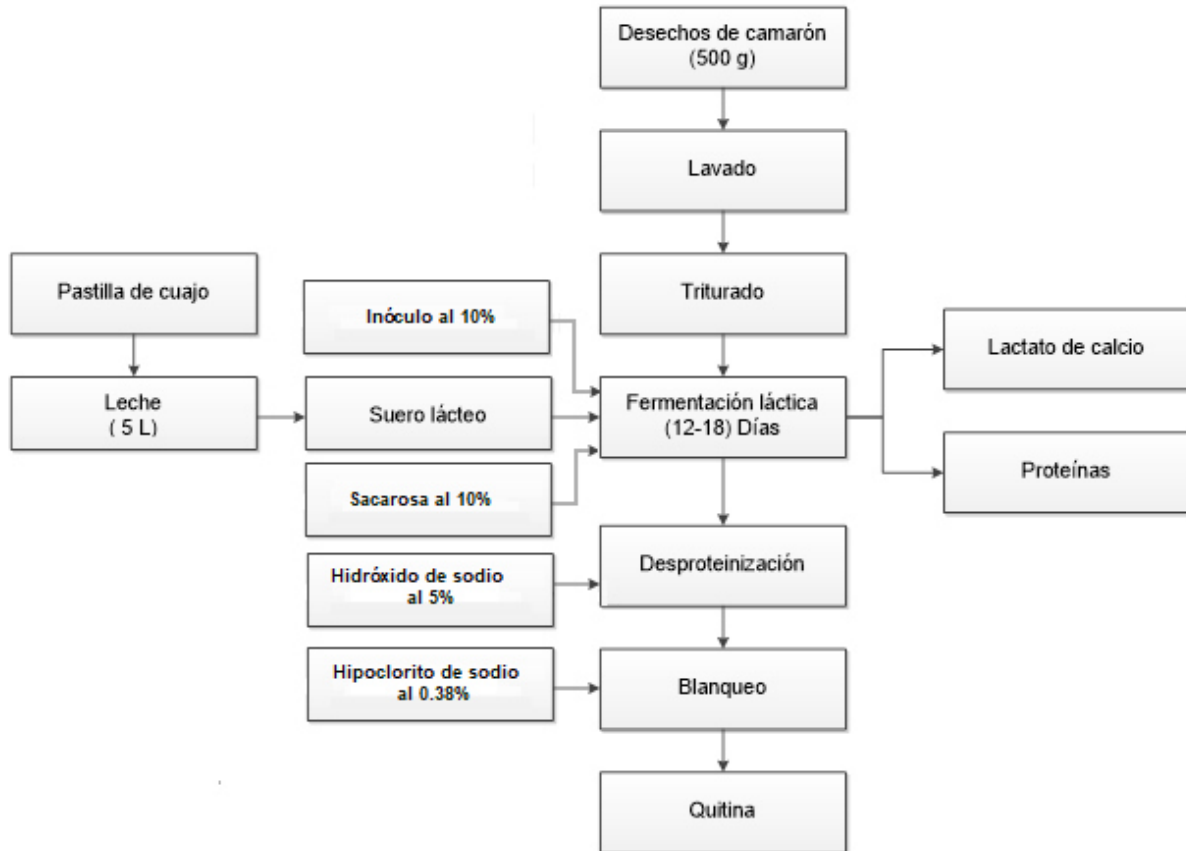 Desechos de camarón
(500 g)
Lavado
Pastilla de cuajo
Inóculo al 10%
Triturado
Lactato de calcio
Leche
( 5 L)
Suero lácteo
Fermentación láctica
(12-18) Días
Proteínas
Sacarosa al 10%
Hidróxido de sodio
al 5%
Desproteinización
Hipoclorito de sodio
al 0.38%
Blanqueo
Quitina